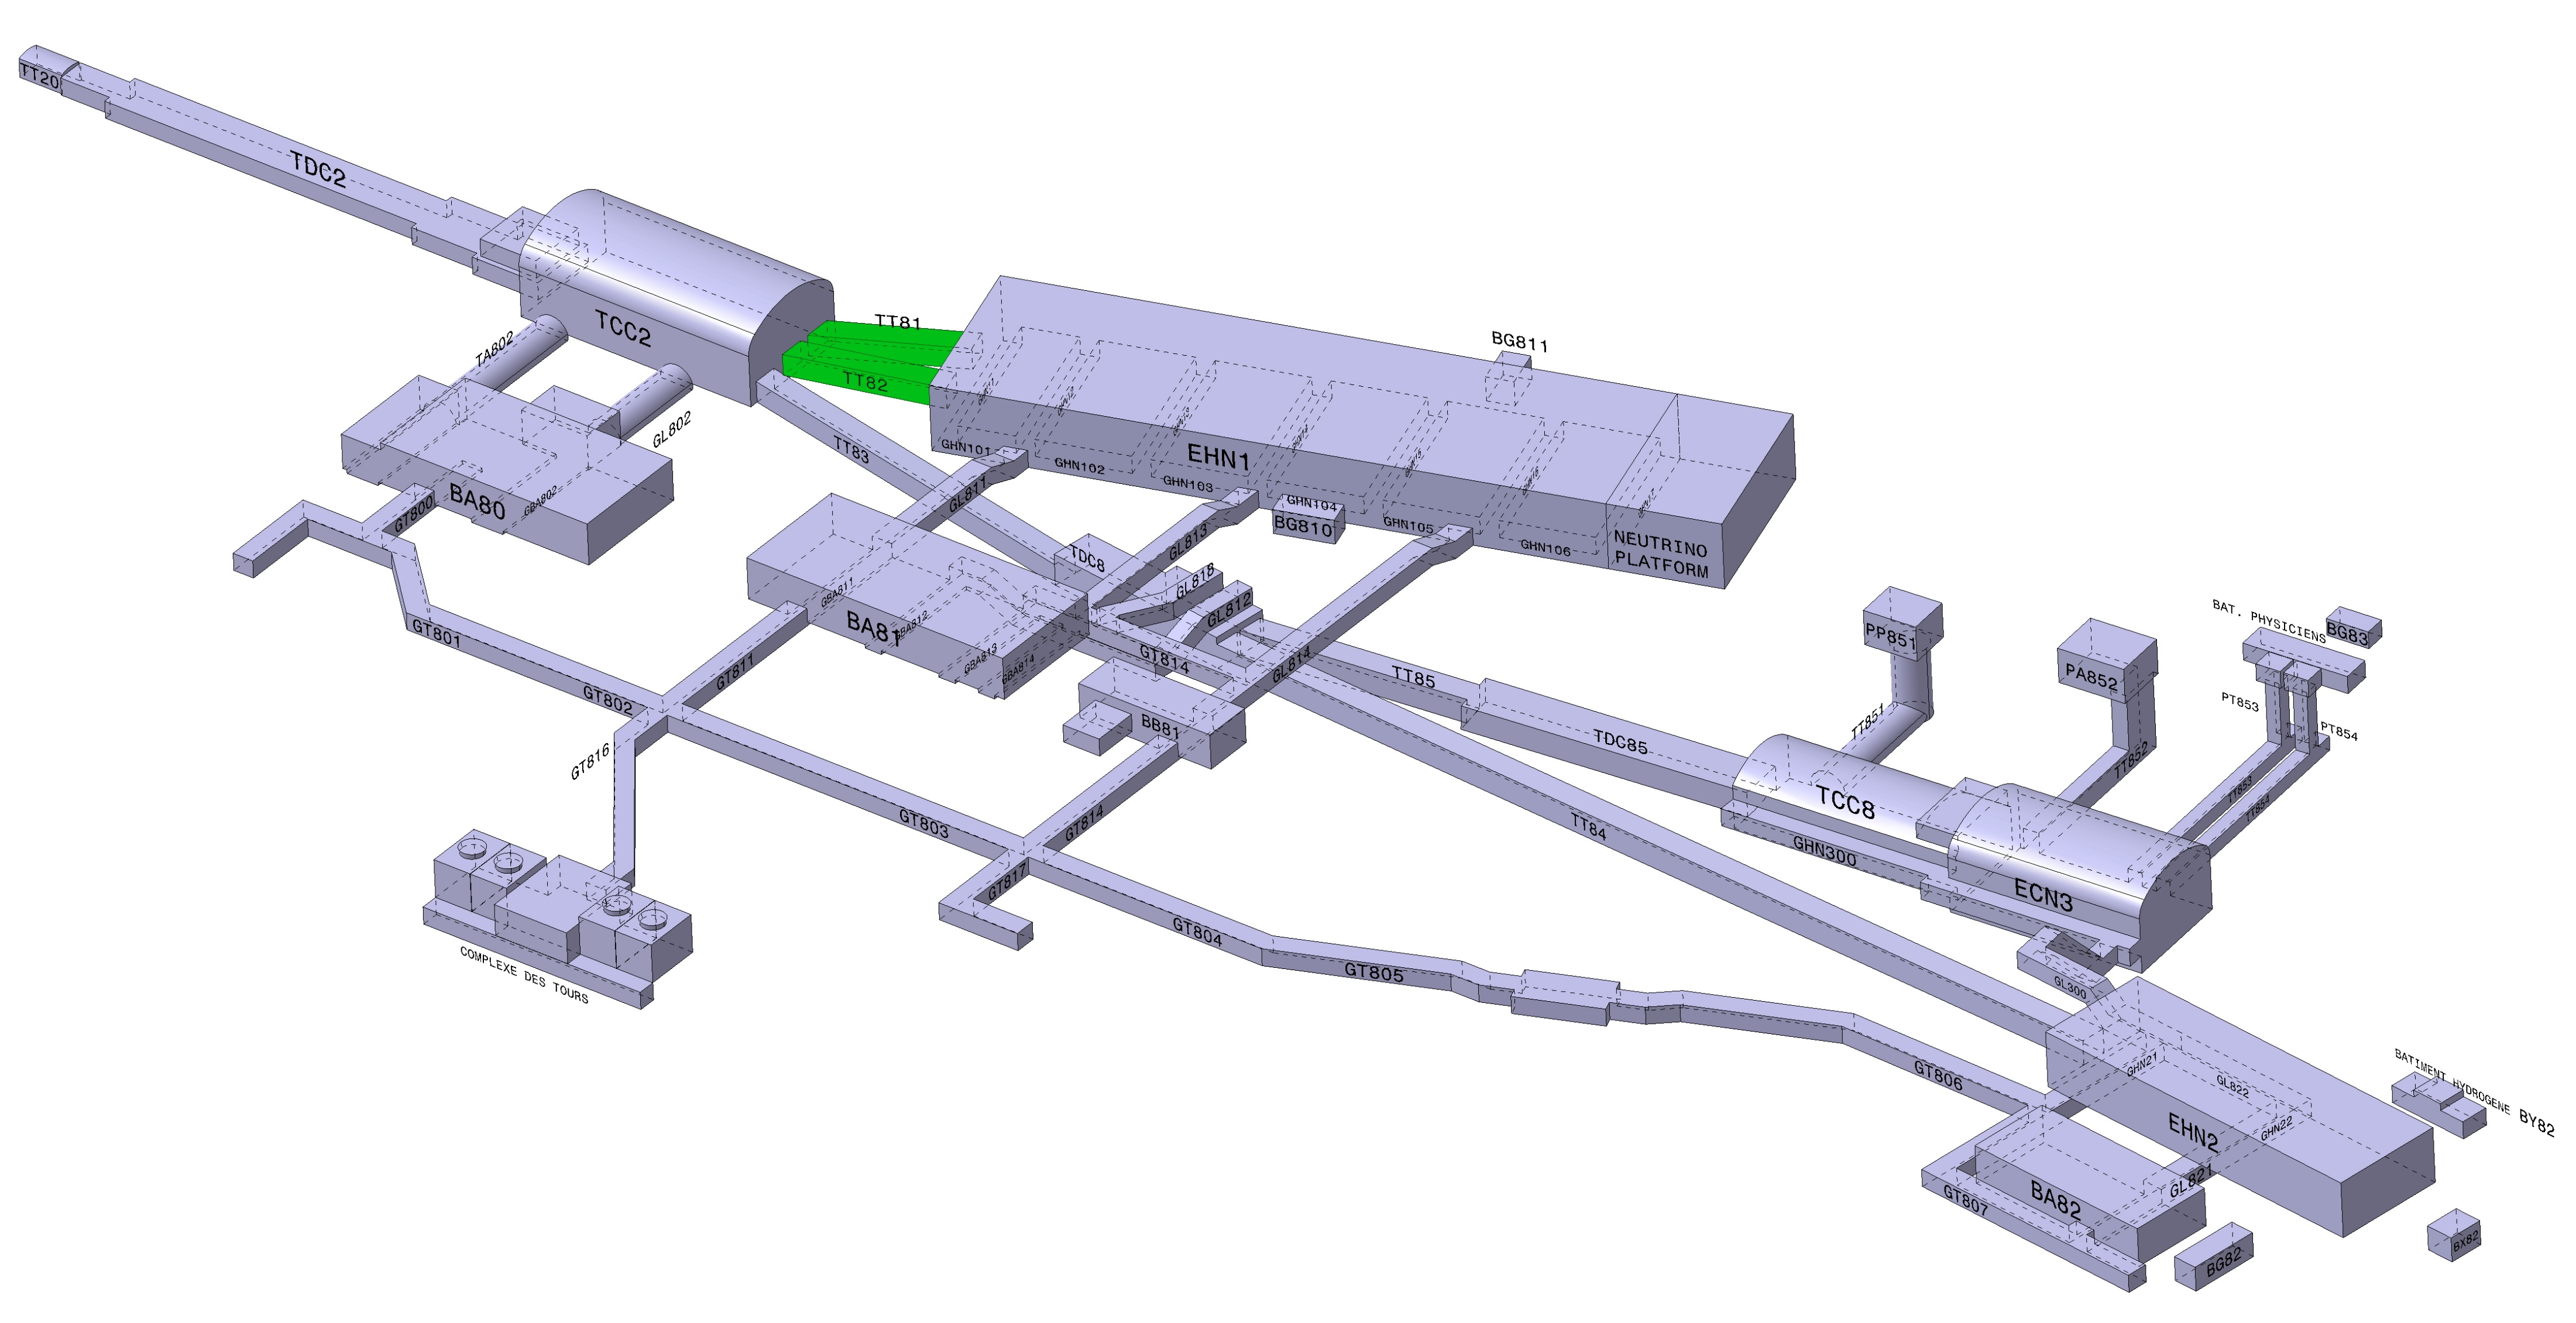 TT20
TDC2
TCC2
TA802
GL802
TT81
TT82
BG811
TT83
EHN1
GHN101
GHN102
GHN103
GHN104
GHN105
GHN106
NEUTRINO
PLATFORM
BG810
BA80
GBA802
GT800
GL811
GL813
TDC8
GL818
GL812
BA81
GBA811
GBA812
GBA813
GBA814
GT801
GT802
GT811
GT814
GL814
BB81
TT85
TDC85
PP851
TT851
PA852
TT852
BAT. PHYSICIENS
BG83
PT853
PT854
TT853
TT854
GT816
GT803
GT814
GT817
TT84
TCC8
GHN300
ECN3
GL300
COMPLEXE DES TOURS
GT804
GT805
GT806
GHN21
GL822
GHN22
EHN2
BATIMENT HYDROGENE BY82
GT807
BA82
GL821
BG82
BX82